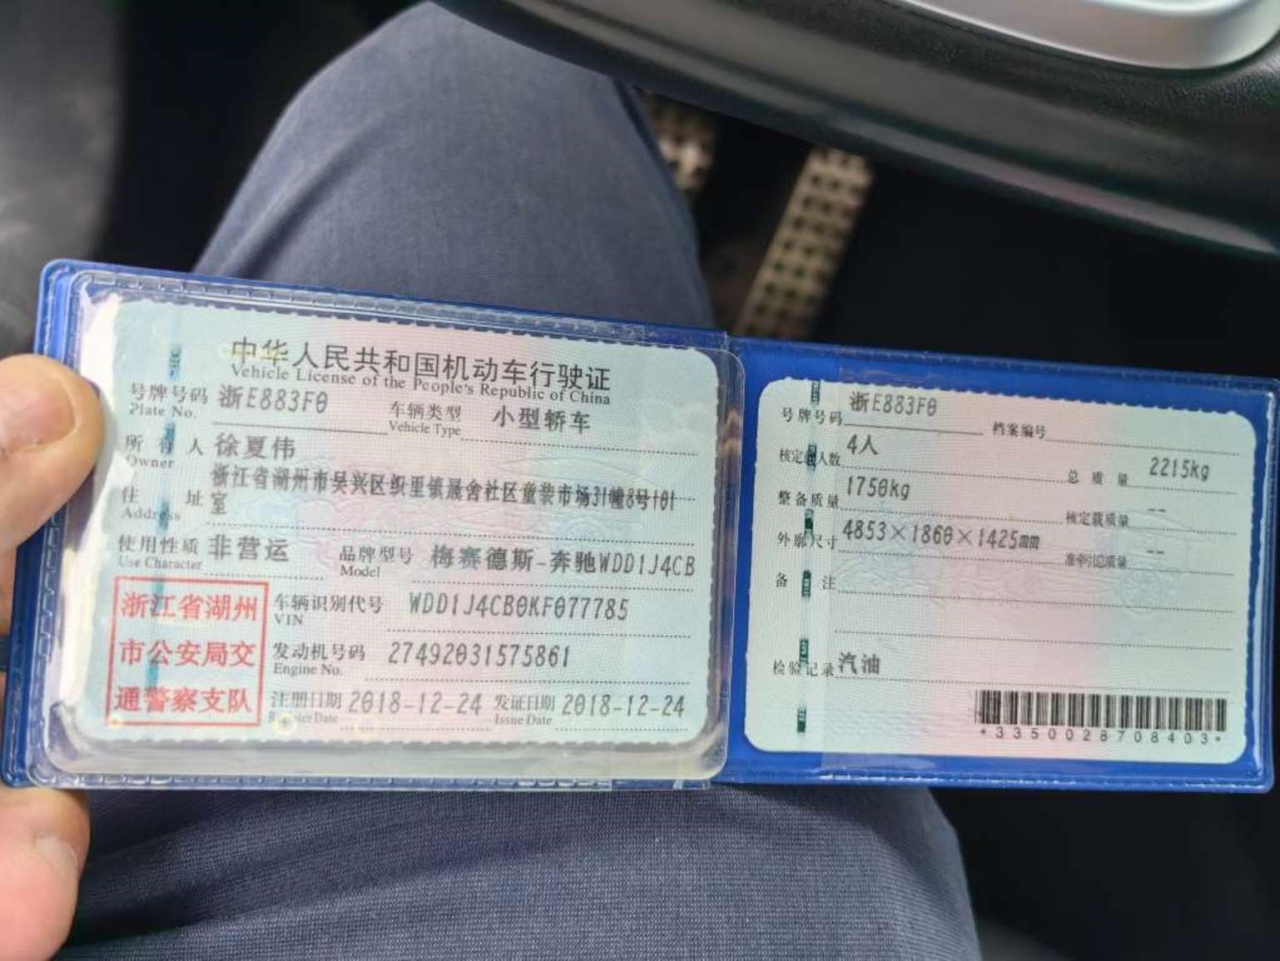 中华人民共和国机动车行驶证
Vehicle License of the People's Republic of China
号牌号码 浙E883F0 车辆类型 小型轿车
Plate No. Vehicle Type
所有人 徐夏伟
Owner
浙江省湖州市吴兴区织里镇晟舍社区童装市场31幢8号101
住址 室
Address
使用性质 非营运 品牌型号 梅赛德斯-奔驰WDD1J4CB
Use Character Model
浙江省湖州
市公安局交
通警察支队
车辆识别代号 WDD1J4CB0KF077785
VIN
发动机号码 27492031575861
Engine No.
注册日期 2018-12-24 发证日期 2018-12-24
Register Date Issue Date
号牌号码 浙E883F0 档案编号
核定载人数 4人 总质量 2215kg
整备质量 1750kg 核定载质量 --
外廓尺寸 4853×1860×1425mm 准牵引总质量 --
备注
检验记录 汽油
*3350028708403*